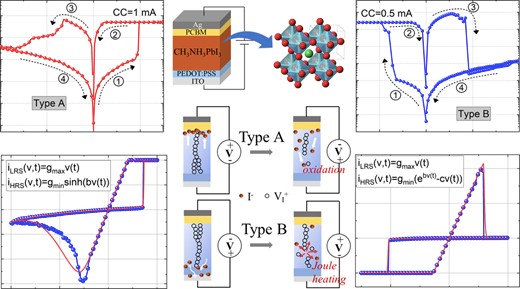 CC=1 mA
③
②
①
④
Type A
Ag
PCBM
CH₃NH₃PbI₃
PEDOT:PSS
ITO
CC=0.5 mA
②
③
①
④
Type B
i_LRS(v,t)=g_max v(t)
i_HRS(v,t)=g_min sinh(bv(t))
Type A
V
V
oxidation
I⁻ V_I⁺
Type B
V
V
Joule
heating
i_LRS(v,t)=g_max v(t)
i_HRS(v,t)=g_min(e^bv(t)-cv(t))